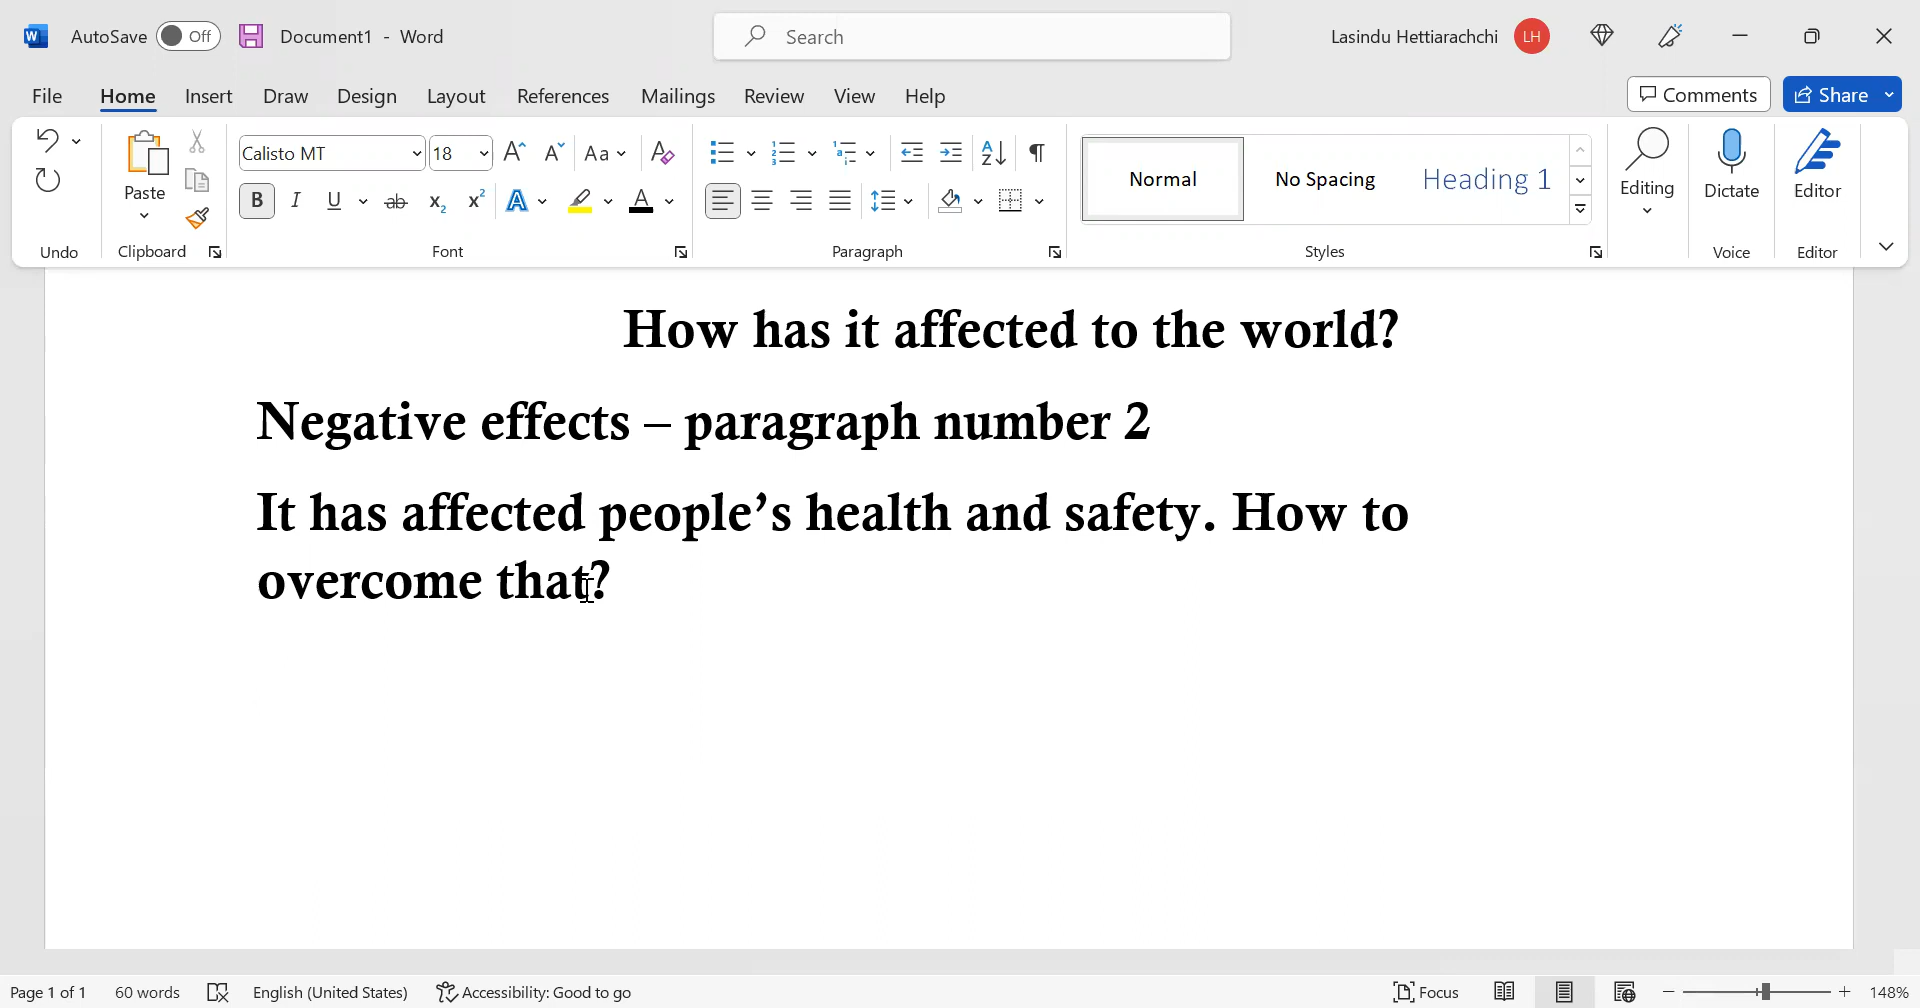 AutoSave Off Document1 - Word Search Lasindu Hettiarachchi LH
File Home Insert Draw Design Layout References Mailings Review View Help Comments Share
Calisto MT 18 Aa
Paste B I U ab x₂ x² A A Normal No Spacing Heading 1 Editing Dictate Editor
Undo Clipboard Font Paragraph Styles Voice Editor
How has it affected to the world?
Negative effects – paragraph number 2
It has affected people’s health and safety. How to
overcome that?
Page 1 of 1 60 words English (United States) Accessibility: Good to go Focus 148%